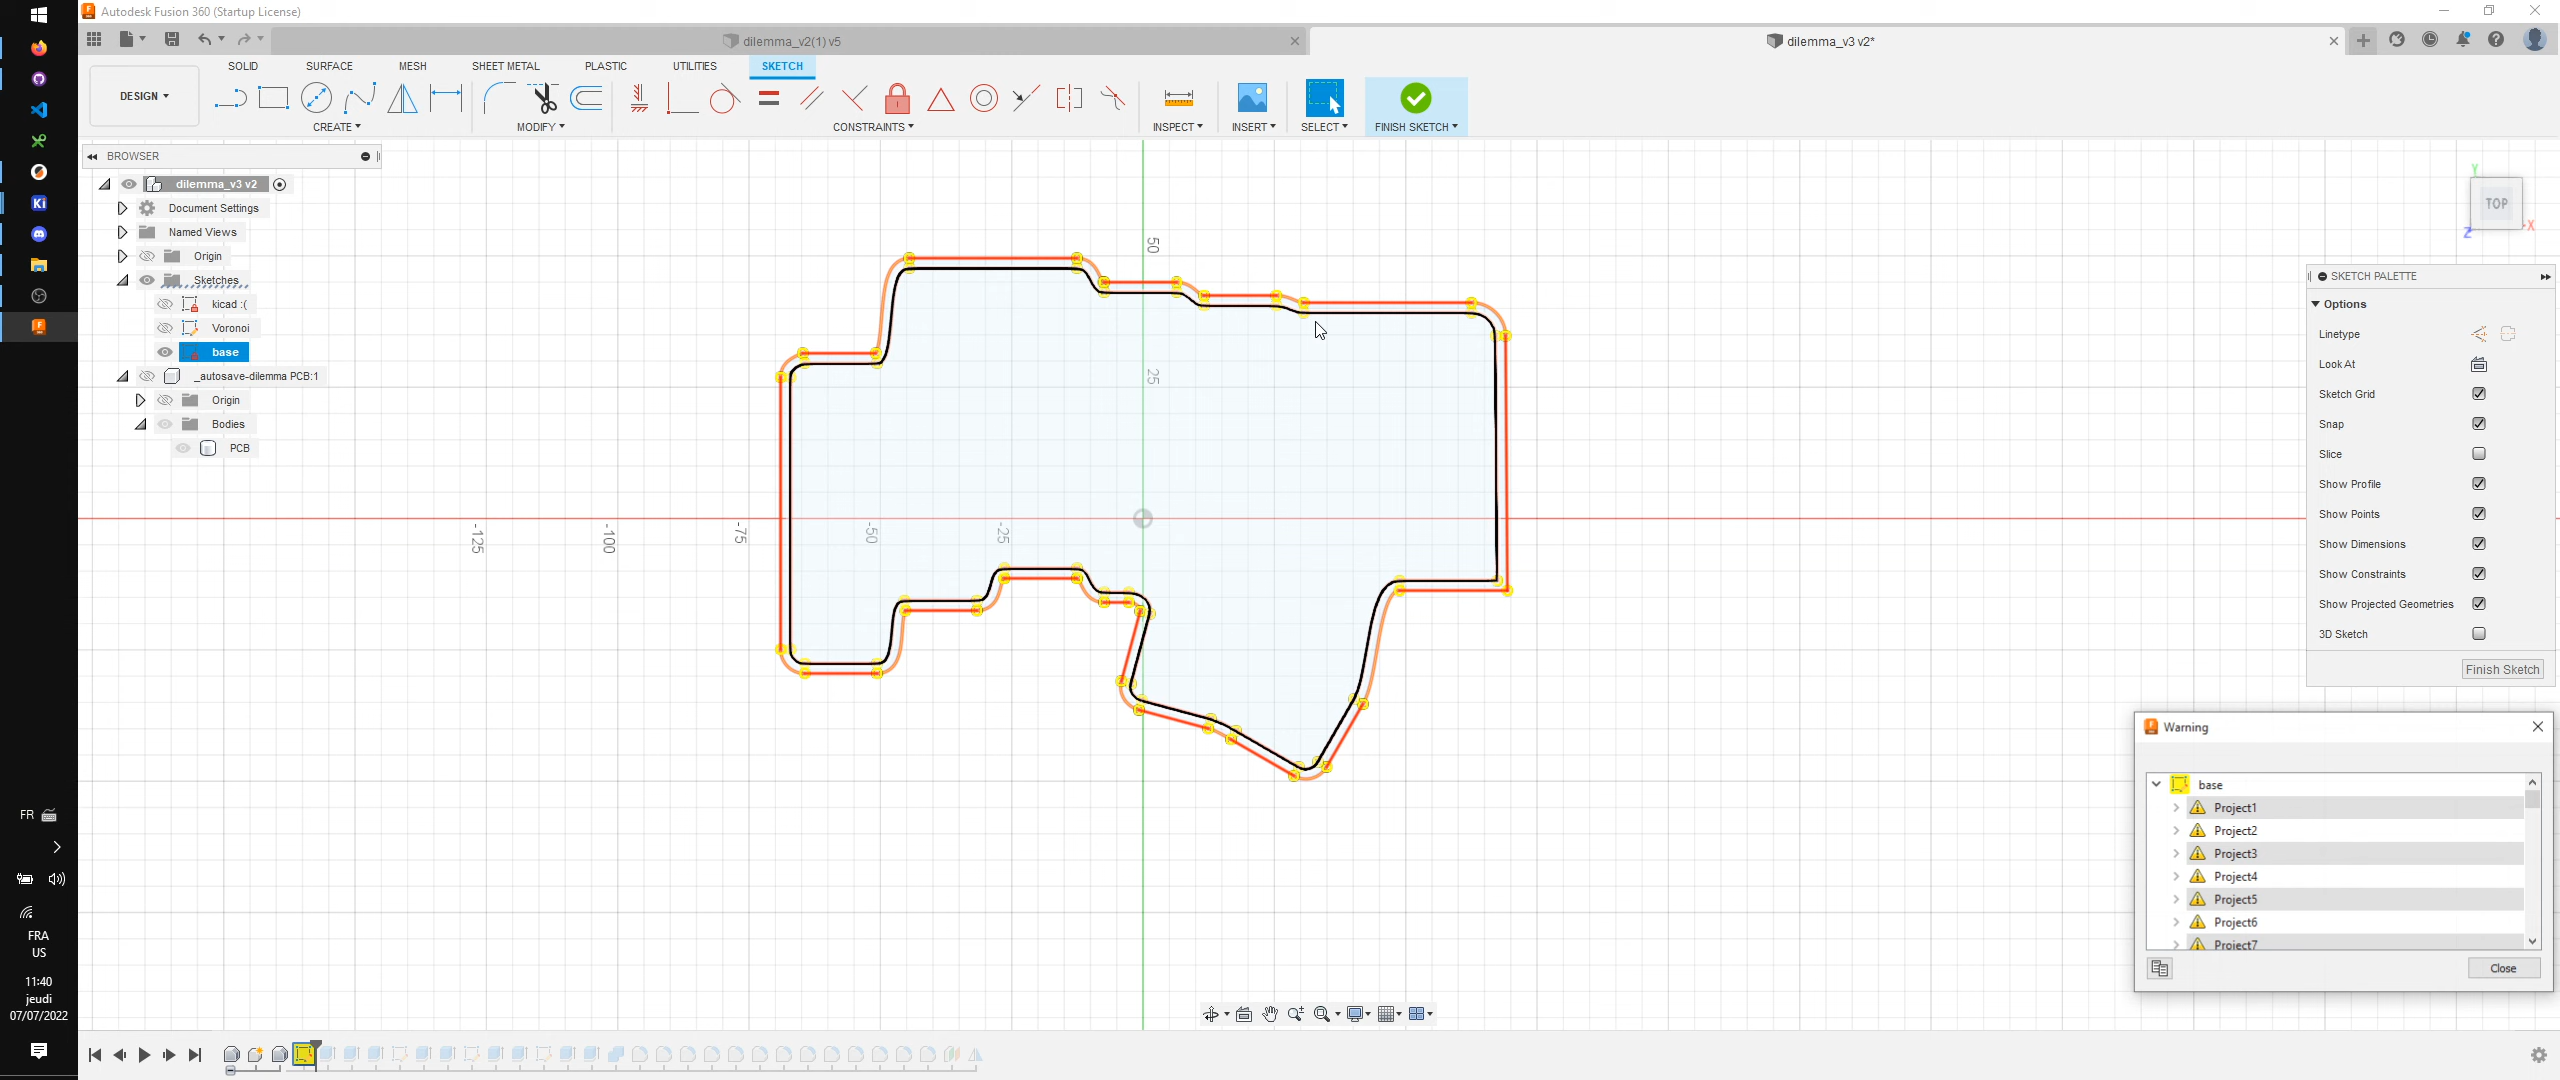 Autodesk Fusion 360 (Startup License)
dilemma_v2(1) v5
dilemma_v3 v2*
SOLID SURFACE MESH SHEET METAL PLASTIC UTILITIES SKETCH
DESIGN
CREATE MODIFY CONSTRAINTS INSPECT INSERT SELECT FINISH SKETCH
BROWSER
dilemma_v3 v2
Document Settings
Named Views
Origin
Sketches
kicad :(
Voronoi
base
_autosave-dilemma PCB:1
Origin
Bodies
PCB
50
25
-125
-100
-75
-50
-25
Y
TOP
X
Z
SKETCH PALETTE
Options
Linetype
Look At
Sketch Grid
Snap
Slice
Show Profile
Show Points
Show Dimensions
Show Constraints
Show Projected Geometries
3D Sketch
Finish Sketch
Warning
base
Project1
Project2
Project3
Project4
Project5
Project6
Project7
Close
Ki
FR
FRA
US
11:40
jeudi
07/07/2022